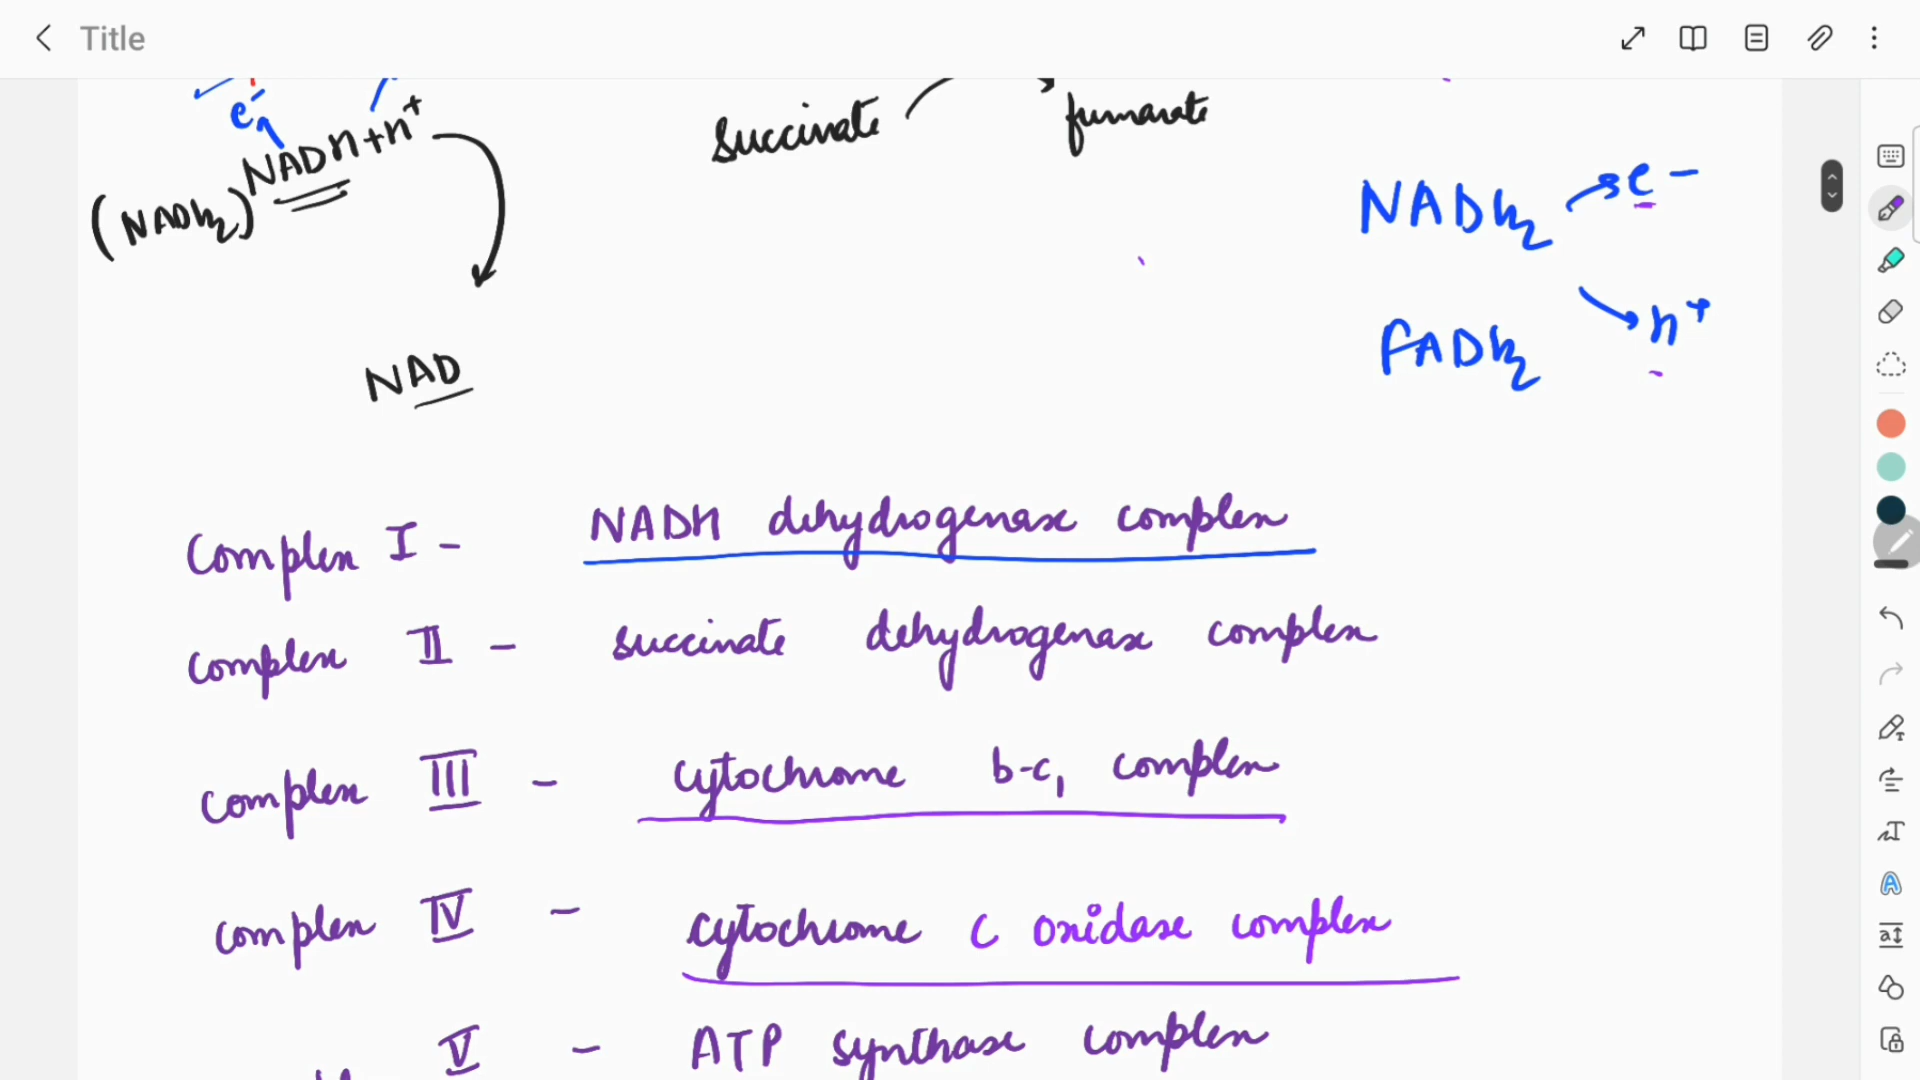 Title
e-
NADH+H+
(NADH2)
succinate
fumarate
NADH2 e-
H+
FADH2
NAD
Complex I - NADH dehydrogenase complex
complex II - succinate dehydrogenase complex
complex III - cytochrome b-c1 complex
complex IV - cytochrome c oxidase complex
V - ATP synthase complex